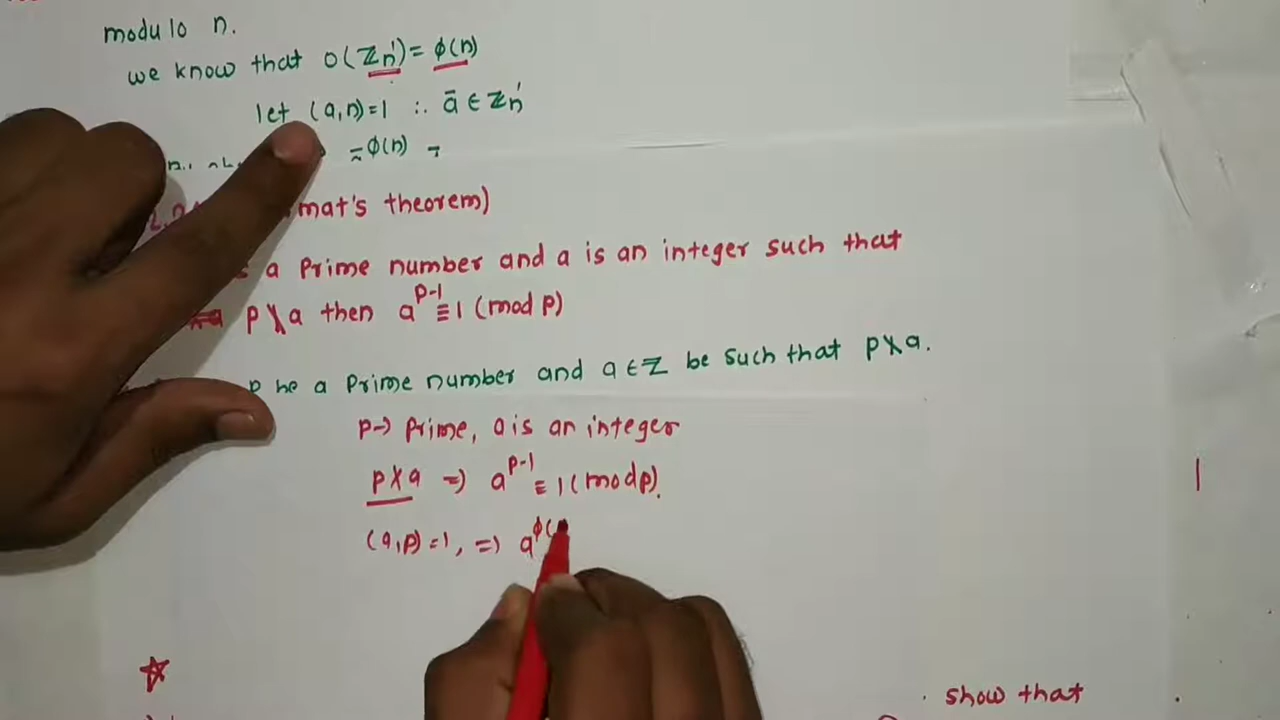 modulo n.
we know that o(ℤn') = φ(n)
let (a,n)=1 ∴ ā ∈ ℤn'
= φ(n) =
mat's theorem)
a Prime number and a is an integer such that
p∤a then a^{p-1} ≡ 1 (mod p)
be a Prime number and a ∈ ℤ be such that p∤a.
p→ Prime, a is an integer
p∤a ⇒ a^{p-1} ≡ 1 (mod p).
(a,p)=1, ⇒ a^{φ(
show that